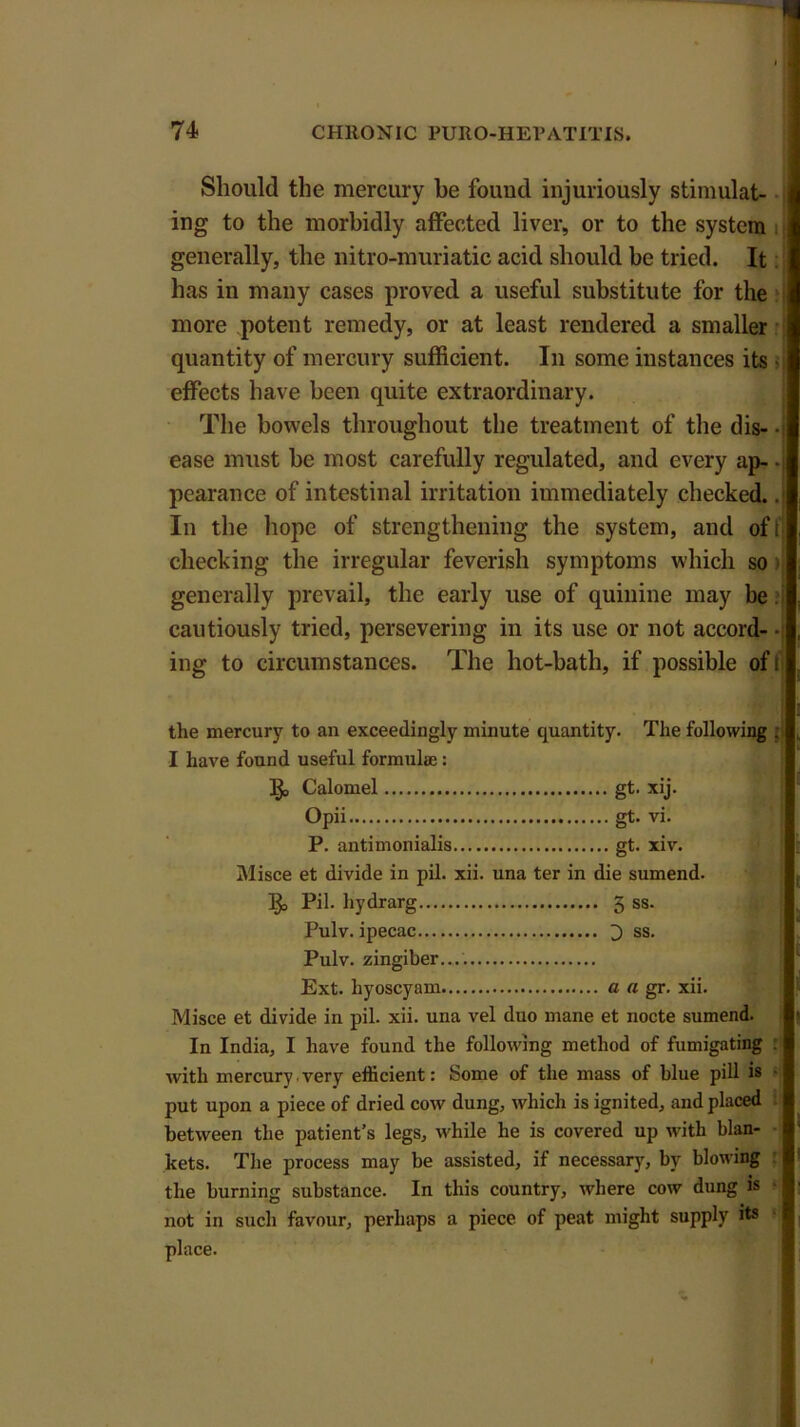 74 CHRONIC PURO-HEPATITIS.
Should the mercury be found injuriously stimulat-
ing to the morbidly affected liver, or to the system
generally, the nitro-muriatic acid should be tried. It
has in many cases proved a useful substitute for the
more potent remedy, or at least rendered a smaller
quantity of mercury sufficient. In some instances its
effects have been quite extraordinary.
The bowels throughout the treatment of the dis-
ease must be most carefully regulated, and every ap-
pearance of intestinal irritation immediately checked.
In the hope of strengthening the system, and of
checking the irregular feverish symptoms which so
generally prevail, the early use of quinine may be
cautiously tried, persevering in its use or not accord-
ing to circumstances. The hot-bath, if possible of
the mercury to an exceedingly minute quantity. The following
I have found useful formulæ:
℞ Calomel.............................. gt. xij.
Opii.................................. gt. vi.
P. antimonialis..................... gt. xiv.
Misce et divide in pil. xii. una ter in die sumend.
℞ Pil. hydrarg......................... ʒ ss.
Pulv. ipecac......................... ℈ ss.
Pulv. zingiber.........................
Ext. hyoscyam...................... a a gr. xii.
Misce et divide in pil. xii. una vel duo mane et nocte sumend.
In India, I have found the following method of fumigating
with mercury very efficient: Some of the mass of blue pill is
put upon a piece of dried cow dung, which is ignited, and placed
between the patient's legs, while he is covered up with blan-
kets. The process may be assisted, if necessary, by blowing
the burning substance. In this country, where cow dung is
not in such favour, perhaps a piece of peat might supply its
place.